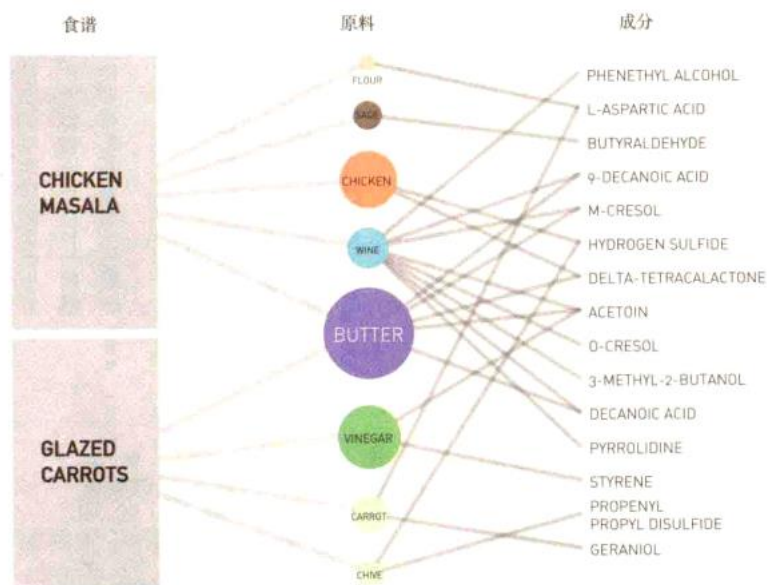 食谱
原料
成分
CHICKEN
MASALA
GLAZED
CARROTS
FLOUR
SAGE
CHICKEN
WINE
BUTTER
VINEGAR
CARROT
CHIVE
PHENETHYL ALCOHOL
L-ASPARTIC ACID
BUTYRALDEHYDE
9-DECANOIC ACID
M-CRESOL
HYDROGEN SULFIDE
DELTA-TETRACALACTONE
ACETOIN
O-CRESOL
3-METHYL-2-BUTANOL
DECANOIC ACID
PYRROLIDINE
STYRENE
PROPENYL
PROPYL DISULFIDE
GERANIOL